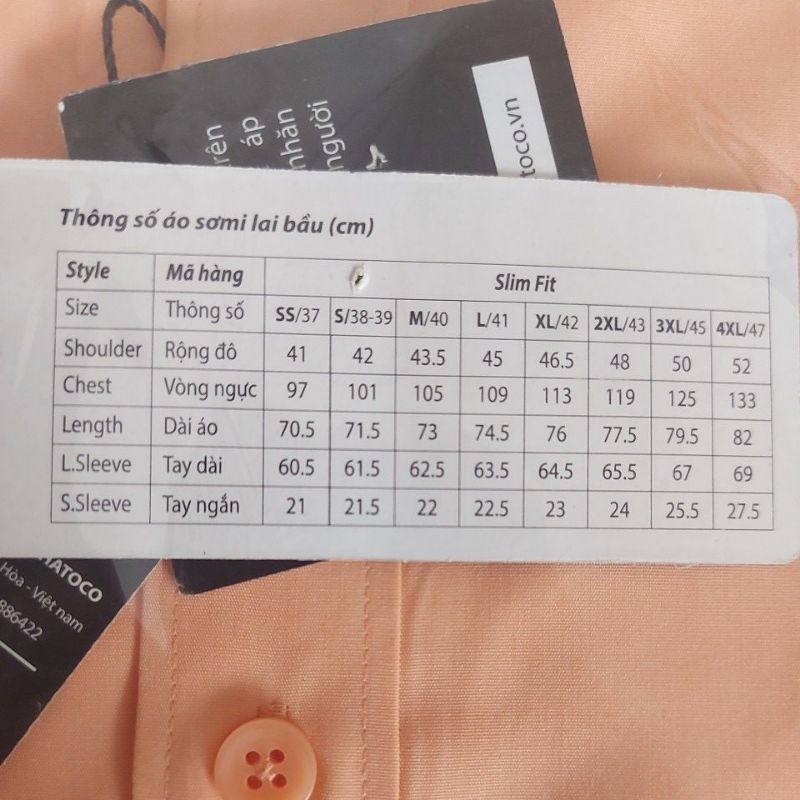 rên
áp
nhăn
người
toco.vn
Thông số áo sơmi lai bầu (cm)
Style Mã hàng Slim Fit
Size Thông số SS/37 S/38-39 M/40 L/41 XL/42 2XL/43 3XL/45 4XL/47
Shoulder Rộng đô 41 42 43.5 45 46.5 48 50 52
Chest Vòng ngực 97 101 105 109 113 119 125 133
Length Dài áo 70.5 71.5 73 74.5 76 77.5 79.5 82
L.Sleeve Tay dài 60.5 61.5 62.5 63.5 64.5 65.5 67 69
S.Sleeve Tay ngắn 21 21.5 22 22.5 23 24 25.5 27.5
HATOCO
Hòa - Việt nam
886422